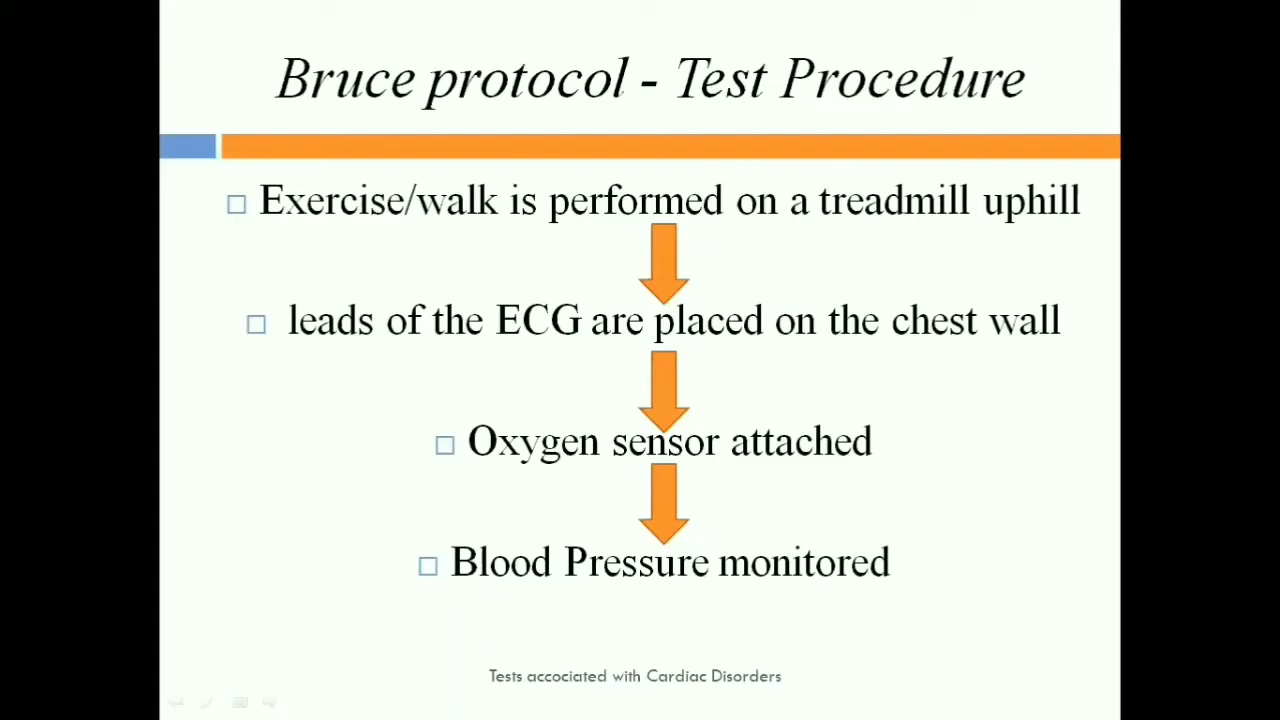 Bruce protocol - Test Procedure
Exercise/walk is performed on a treadmill uphill
leads of the ECG are placed on the chest wall
Oxygen sensor attached
Blood Pressure monitored
Tests accociated with Cardiac Disorders